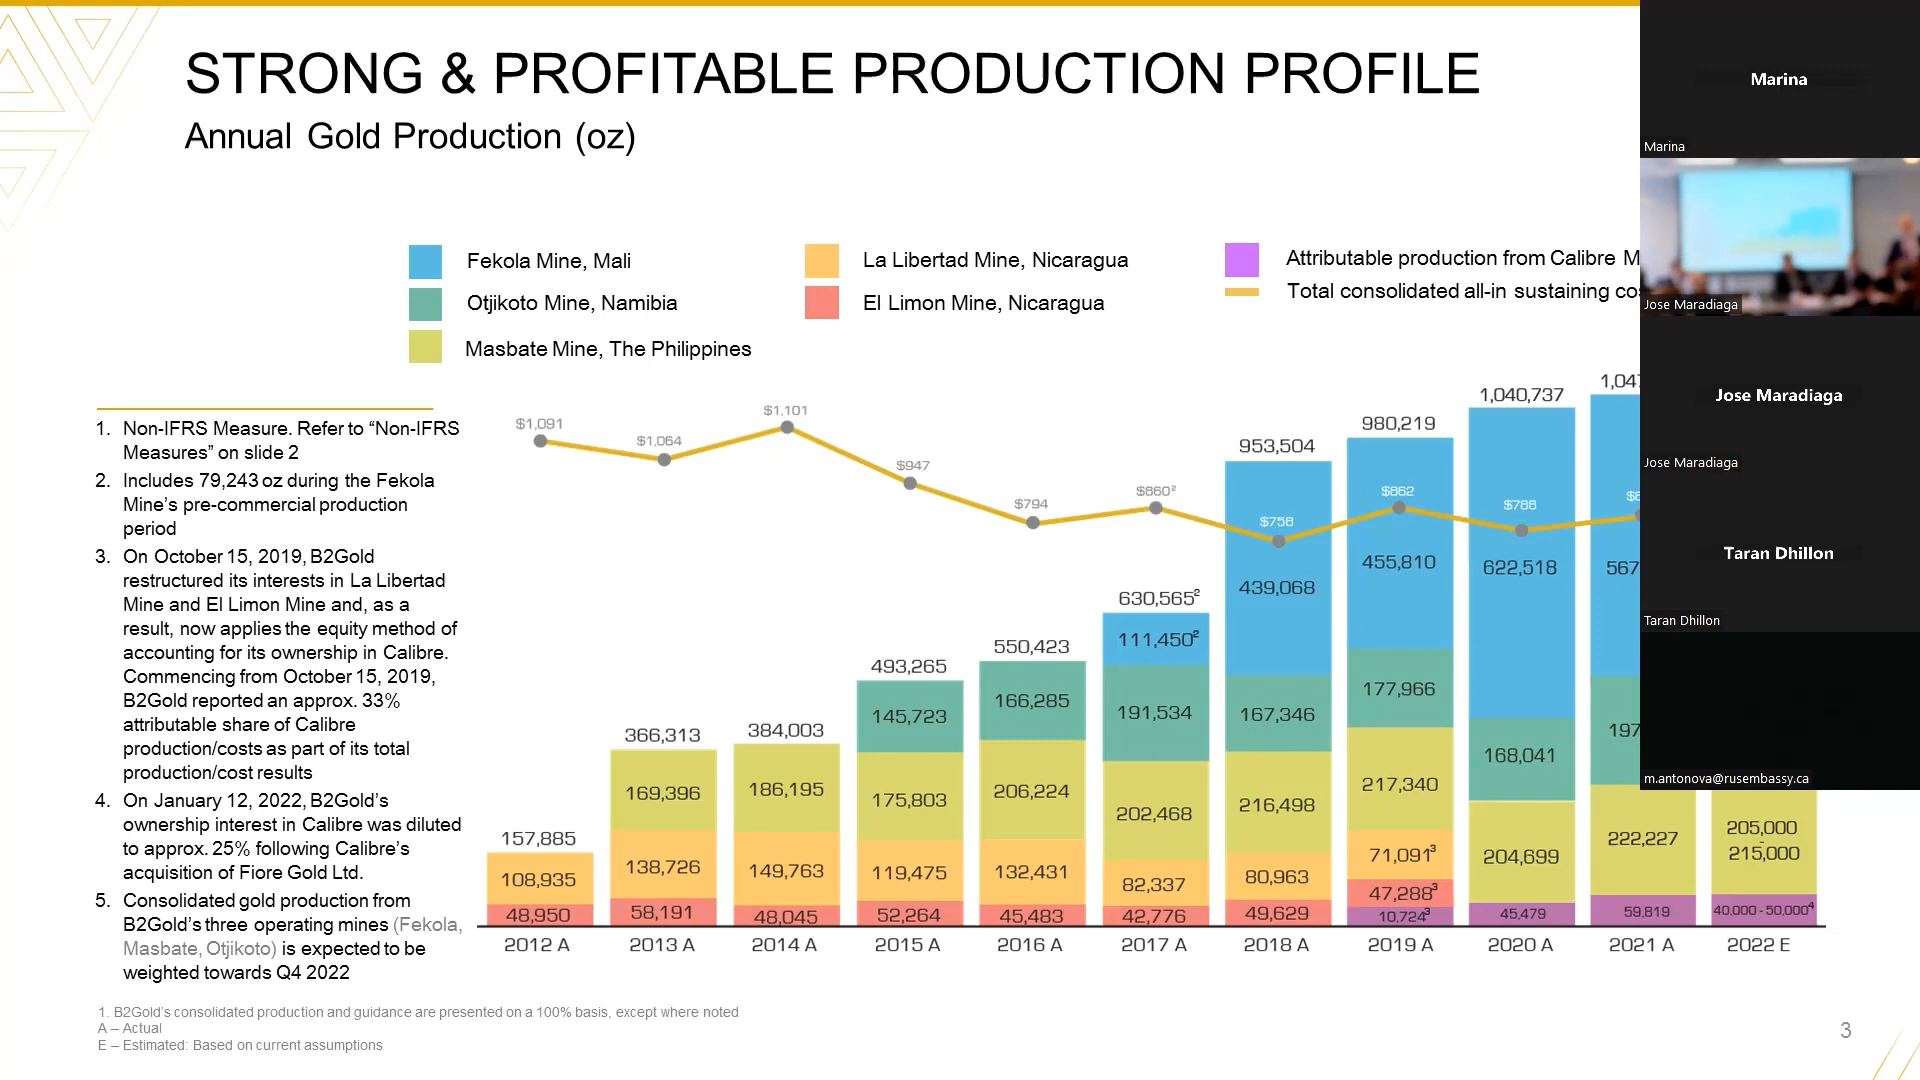 STRONG & PROFITABLE PRODUCTION PROFILE
Annual Gold Production (oz)
Fekola Mine, Mali
Otjikoto Mine, Namibia
Masbate Mine, The Philippines
La Libertad Mine, Nicaragua
El Limon Mine, Nicaragua
Attributable production from Calibre M
Total consolidated all-in sustaining co
1. Non-IFRS Measure. Refer to “Non-IFRS
Measures” on slide 2
2. Includes 79,243 oz during the Fekola
Mine’s pre-commercial production
period
3. On October 15, 2019, B2Gold
restructured its interests in La Libertad
Mine and El Limon Mine and, as a
result, now applies the equity method of
accounting for its ownership in Calibre.
Commencing from October 15, 2019,
B2Gold reported an approx. 33%
attributable share of Calibre
production/costs as part of its total
production/cost results
4. On January 12, 2022, B2Gold’s
ownership interest in Calibre was diluted
to approx. 25% following Calibre’s
acquisition of Fiore Gold Ltd.
5. Consolidated gold production from
B2Gold’s three operating mines (Fekola,
Masbate, Otjikoto) is expected to be
weighted towards Q4 2022
$1,091
$1,064
$1,101
$947
$794
$860²
$758
$862
$788
$8
157,885
108,935
48,950
2012 A
366,313
169,396
138,726
58,191
2013 A
384,003
186,195
149,763
48,045
2014 A
493,265
145,723
175,803
119,475
52,264
2015 A
550,423
166,285
206,224
132,431
45,483
2016 A
630,565²
111,450²
191,534
202,468
82,337
42,776
2017 A
953,504
439,068
167,346
216,498
80,963
49,629
2018 A
980,219
455,810
177,966
217,340
71,091³
47,288³
10,724³
2019 A
1,040,737
622,518
168,041
204,699
45,479
2020 A
1,047
567
197
222,227
59,819
2021 A
205,000
-
215,000
40,000 - 50,000⁴
2022 E
1. B2Gold’s consolidated production and guidance are presented on a 100% basis, except where noted
A – Actual
E – Estimated: Based on current assumptions
3
Marina
Marina
Jose Maradiaga
Jose Maradiaga
Jose Maradiaga
Taran Dhillon
Taran Dhillon
m.antonova@rusembassy.ca